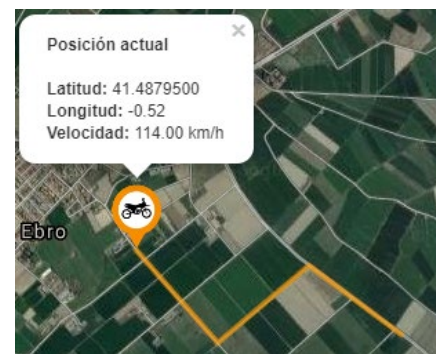 Posición actual
Latitud: 41.4879500
Longitud: -0.52
Velocidad: 114.00 km/h
Ebro